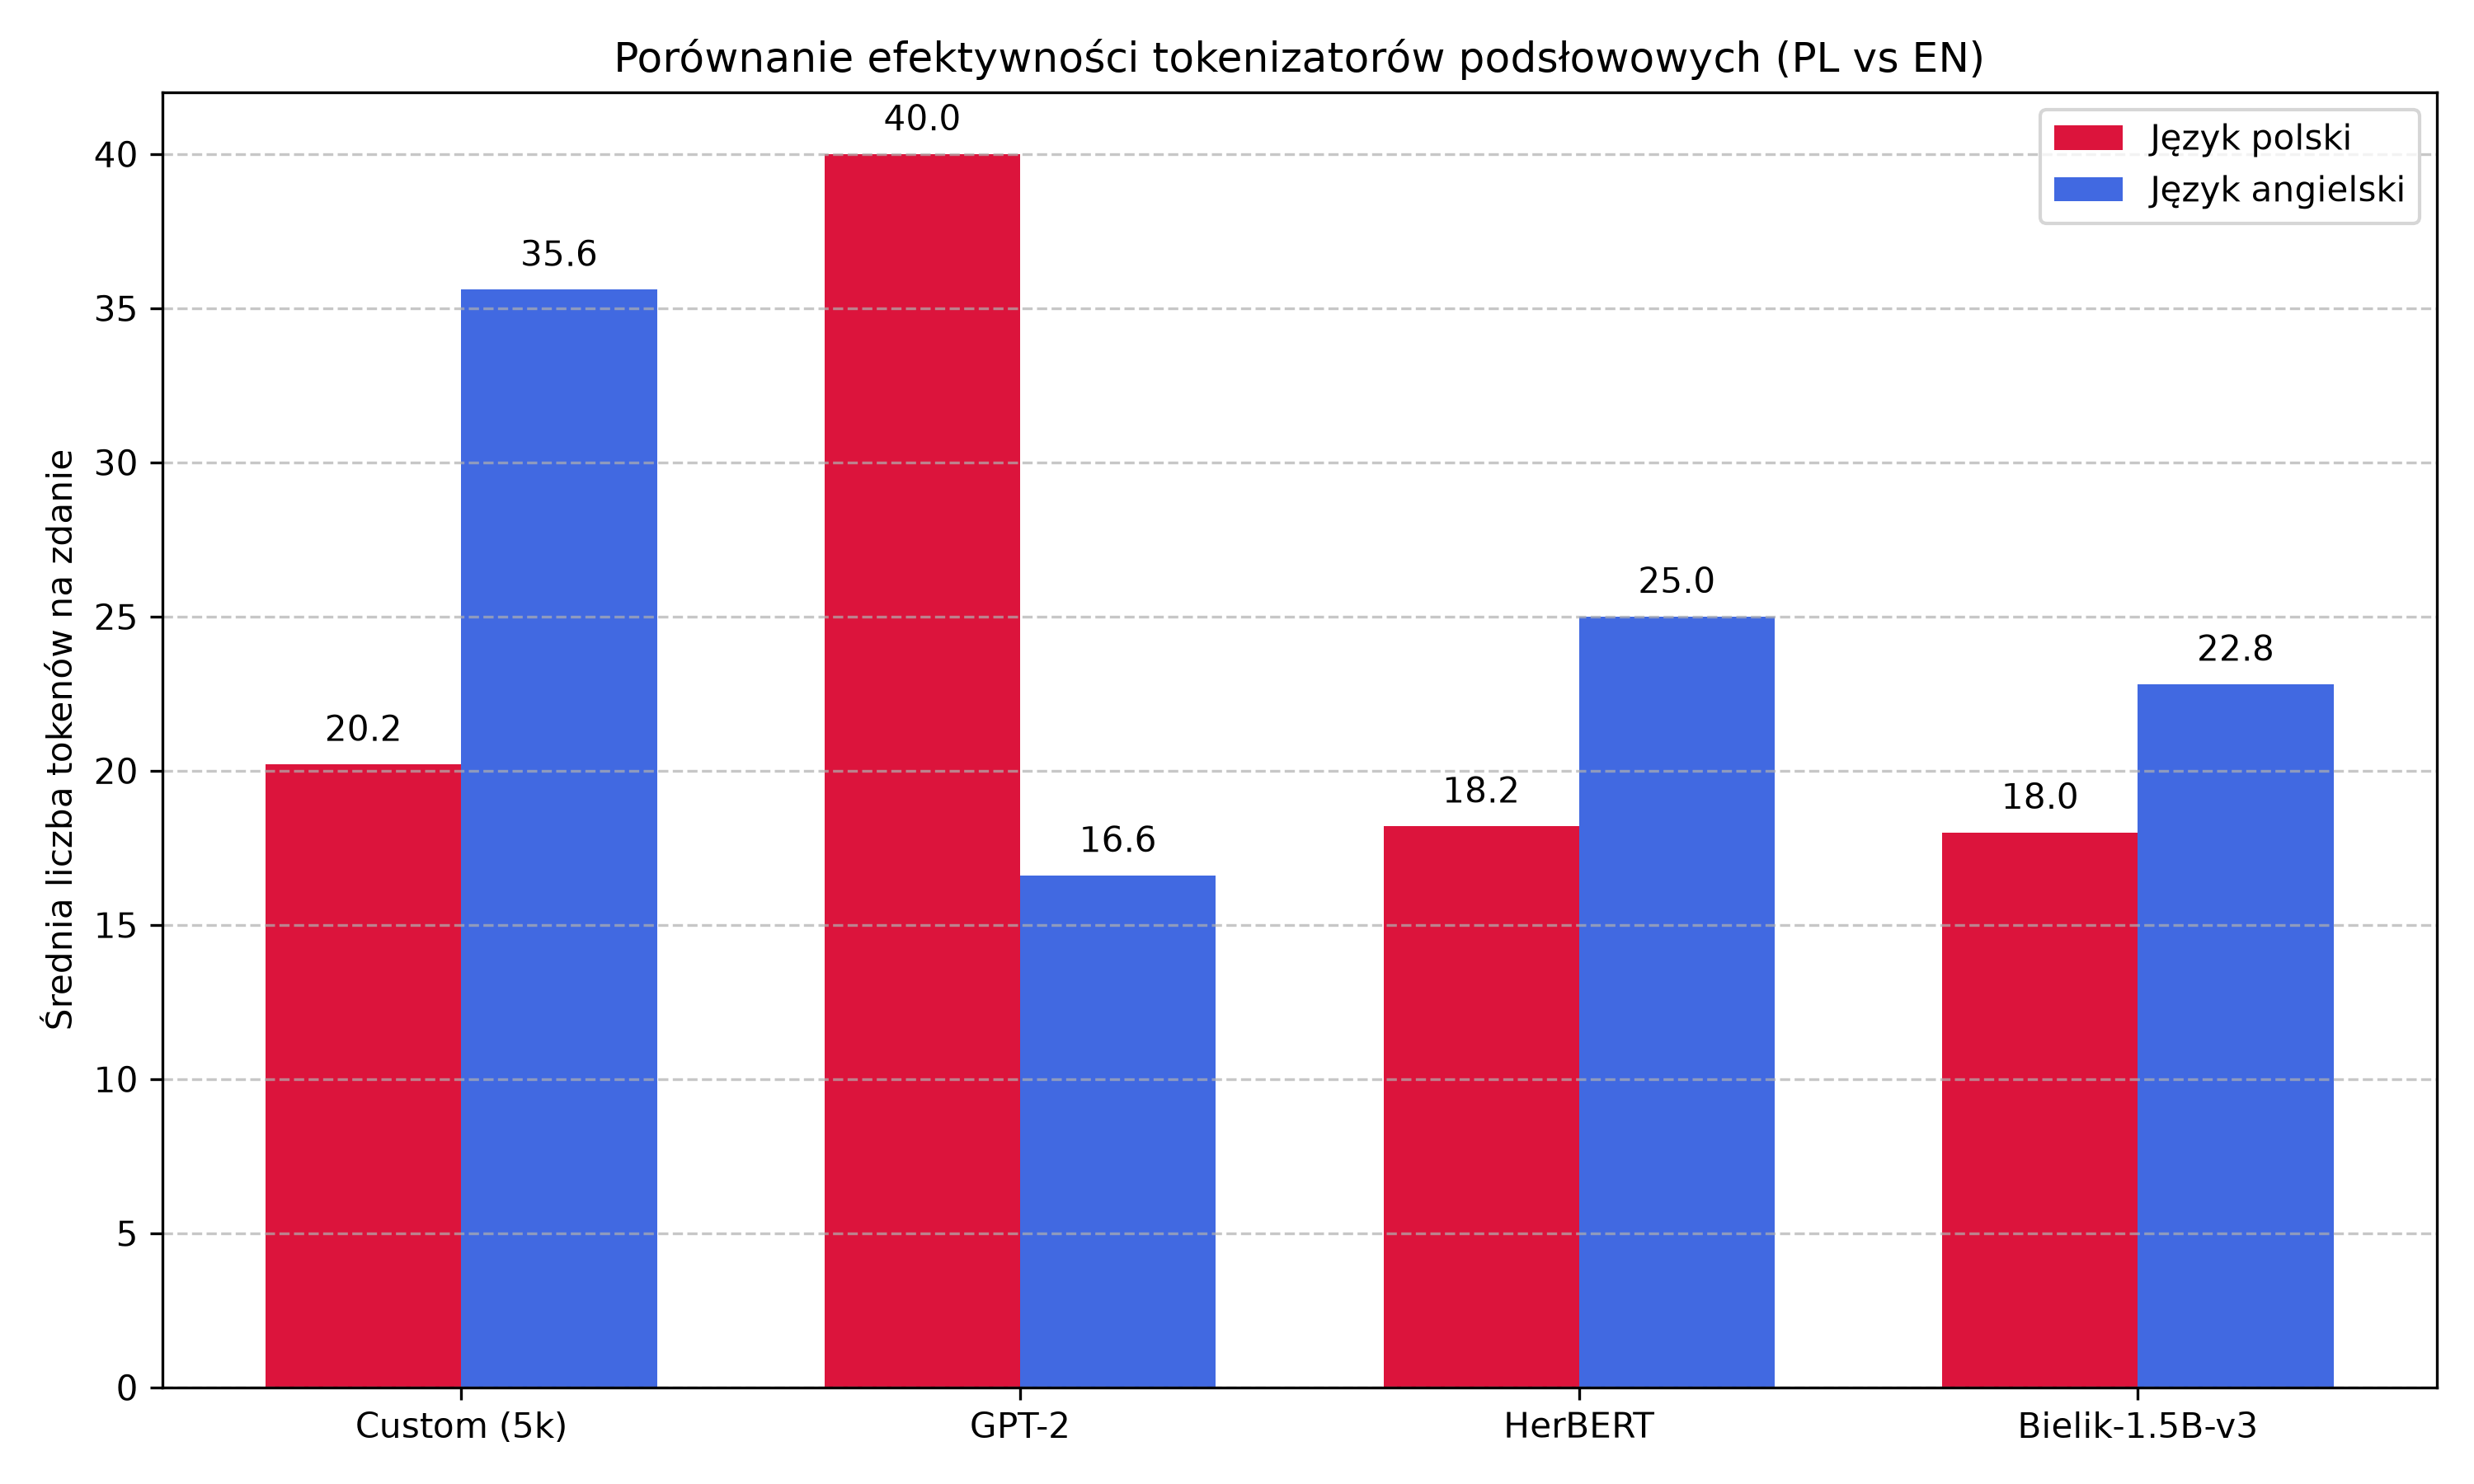 Porównanie efektywności tokenizatorów podsłowowych (PL vs EN)
Język polski
Język angielski
Średnia liczba tokenów na zdanie
40
35
30
25
20
15
10
5
0
20.2
35.6
40.0
16.6
18.2
25.0
18.0
22.8
Custom (5k)
GPT-2
HerBERT
Bielik-1.5B-v3